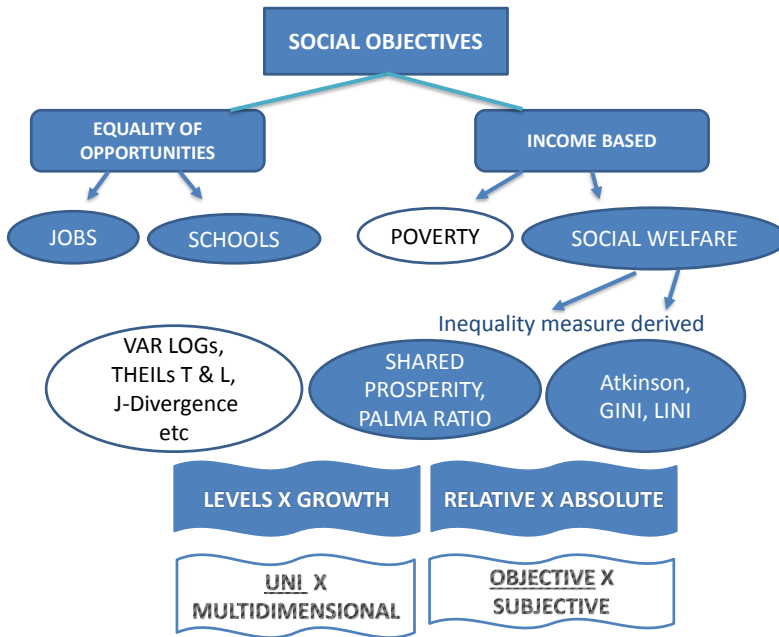 SOCIAL OBJECTIVES
EQUALITY OF
OPPORTUNITIES
INCOME BASED
JOBS
SCHOOLS
POVERTY
SOCIAL WELFARE
Inequality measure derived
VAR LOGs,
THEILs T & L,
J-Divergence
etc
SHARED
PROSPERITY,
PALMA RATIO
Atkinson,
GINI, LINI
LEVELS X GROWTH
RELATIVE X ABSOLUTE
UNI X
MULTIDIMENSIONAL
OBJECTIVE X
SUBJECTIVE